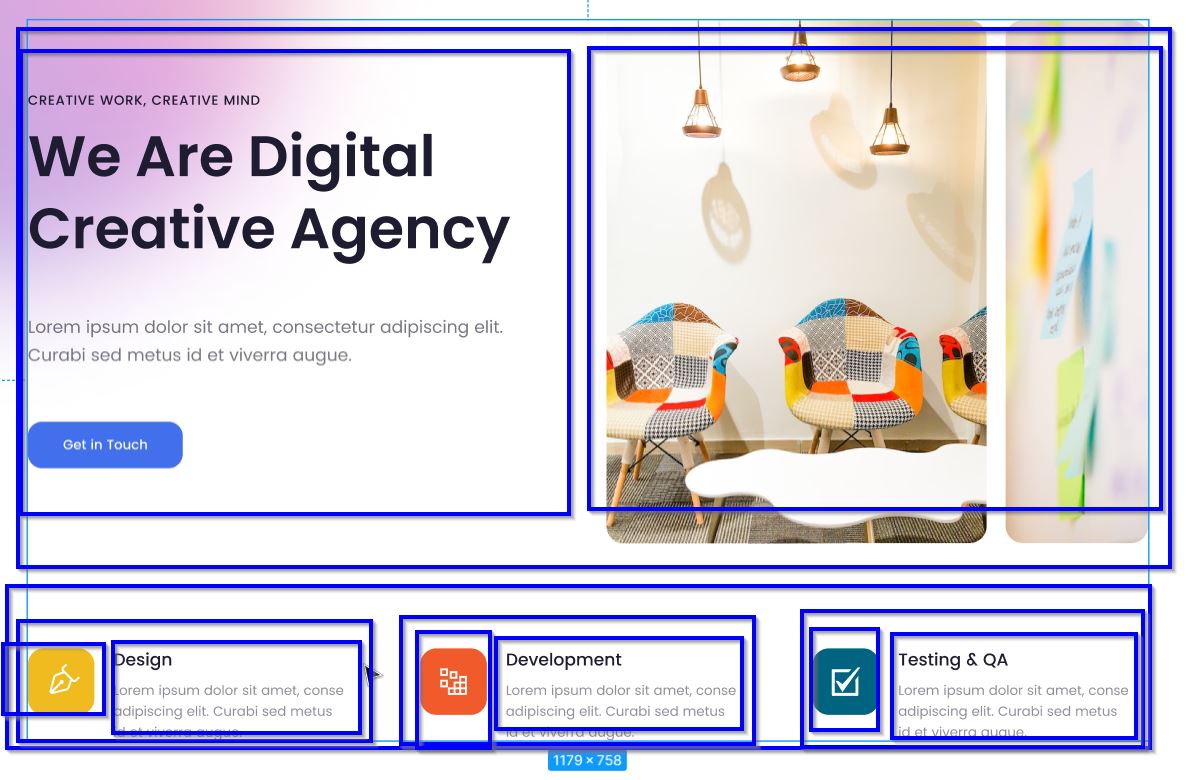 CREATIVE WORK, CREATIVE MIND
We Are Digital
Creative Agency
Lorem ipsum dolor sit amet, consectetur adipiscing elit.
Curabi sed metus id et viverra augue.
Get in Touch
Design
Lorem ipsum dolor sit amet, conse
adipiscing elit. Curabi sed metus
id et viverra augue.
Development
Lorem ipsum dolor sit amet, conse
adipiscing elit. Curabi sed metus
id et viverra augue.
Testing & QA
Lorem ipsum dolor sit amet, conse
adipiscing elit. Curabi sed metus
id et viverra augue.
1179 × 758